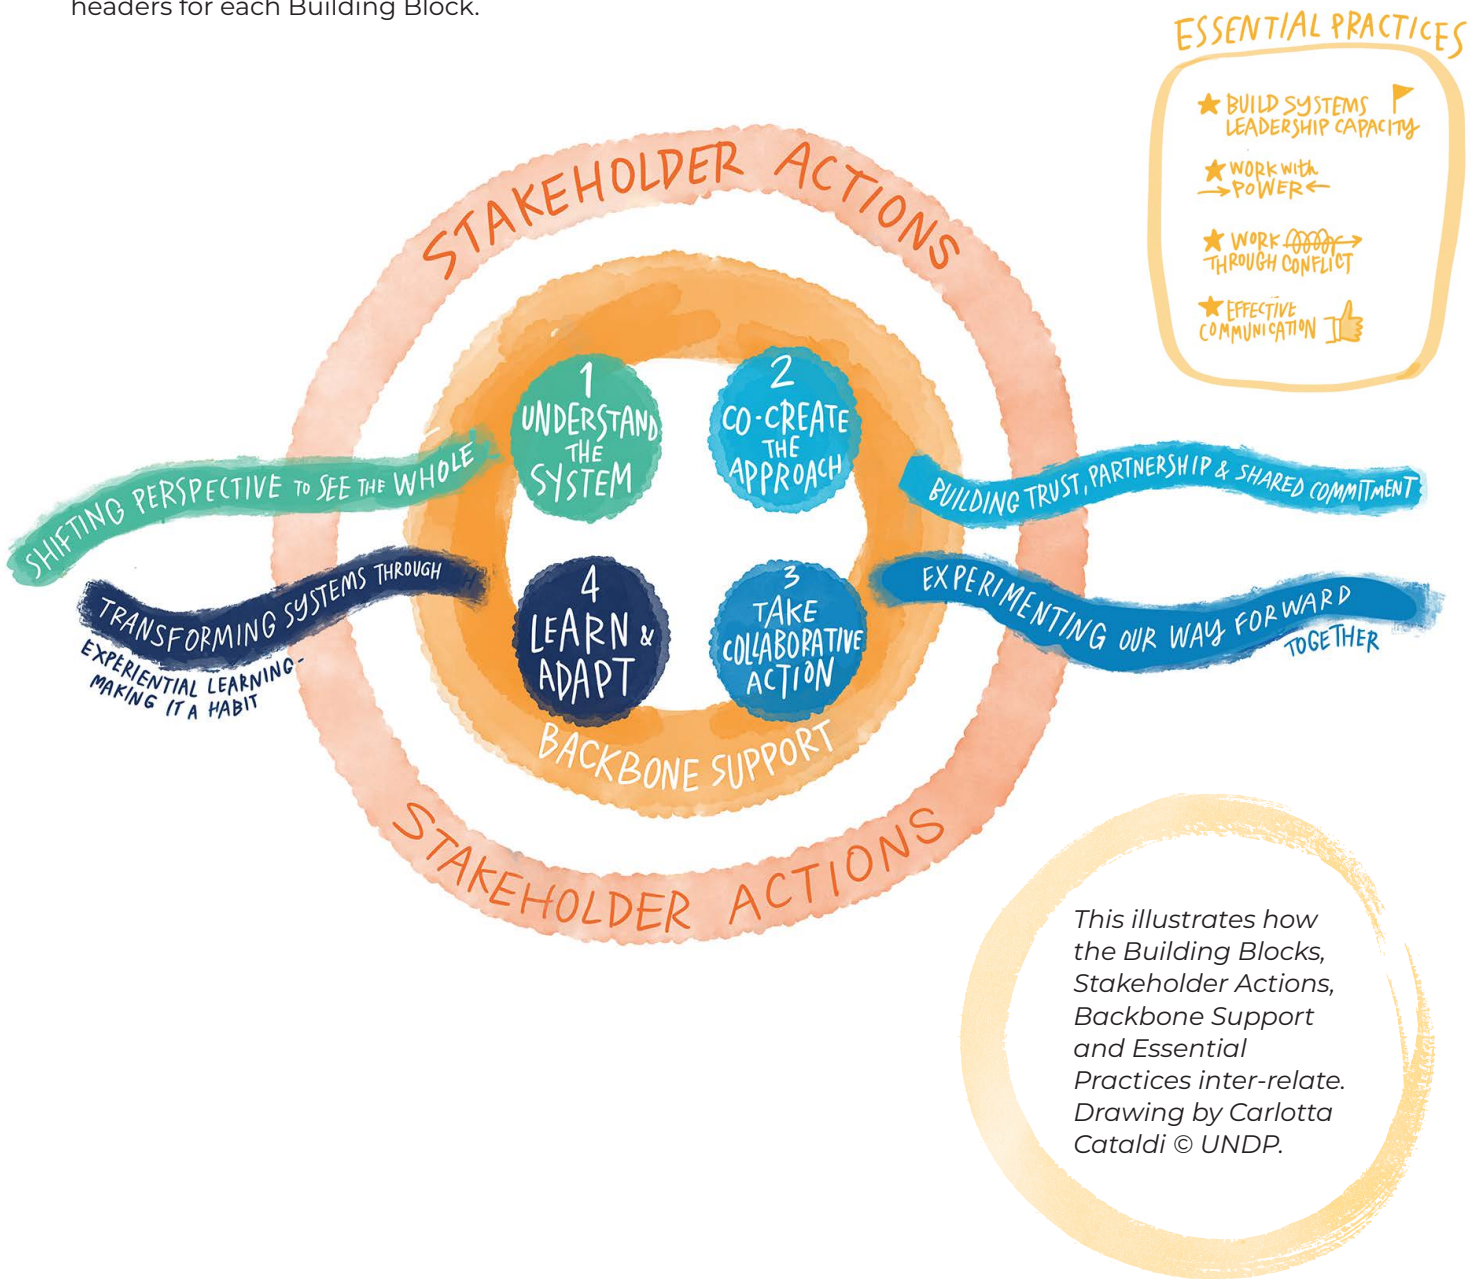 headers for each Building Block.
ESSENTIAL PRACTICES
BUILD SYSTEMS
LEADERSHIP CAPACITY
WORK with
POWER
WORK
THROUGH CONFLICT
EFFECTIVE
COMMUNICATION
STAKEHOLDER ACTIONS
1
UNDERSTAND
THE
SYSTEM
2
CO-CREATE
THE
APPROACH
SHIFTING PERSPECTIVE TO SEE THE WHOLE
BUILDING TRUST, PARTNERSHIP & SHARED COMMITMENT
4
LEARN &
ADAPT
3
TAKE
COLLABORATIVE
ACTION
TRANSFORMING SYSTEMS THROUGH
EXPERIENTIAL LEARNING-
MAKING IT A HABIT
EXPERIMENTING OUR WAY FORWARD
TOGETHER
BACKBONE SUPPORT
STAKEHOLDER ACTIONS
This illustrates how
the Building Blocks,
Stakeholder Actions,
Backbone Support
and Essential
Practices inter-relate.
Drawing by Carlotta
Cataldi © UNDP.